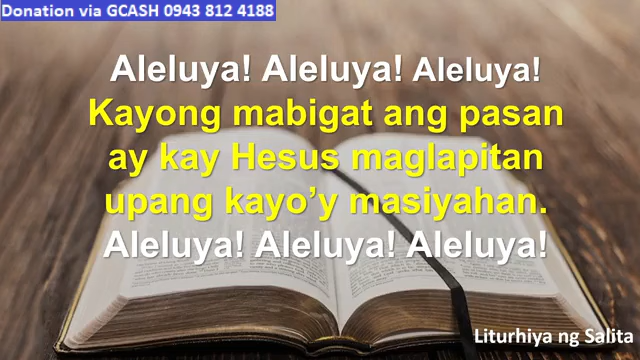 Donation via GCASH 0943 812 4188
Aleluya! Aleluya! Aleluya!
Kayong mabigat ang pasan
ay kay Hesus maglapitan
upang kayo’y masiyahan.
Aleluya! Aleluya! Aleluya!
Liturhiya ng Salita